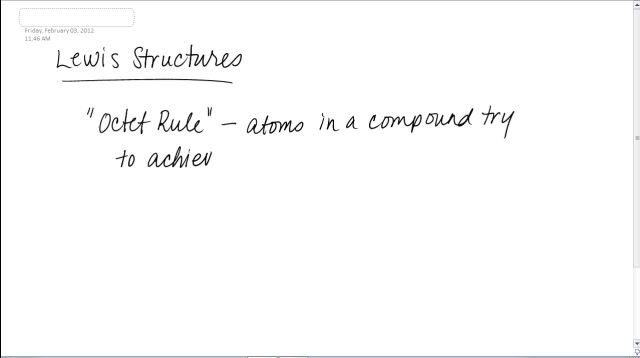 Friday, February 03, 2012
11:46 AM
Lewis Structures
"Octet Rule" – atoms in a compound try
to achiev